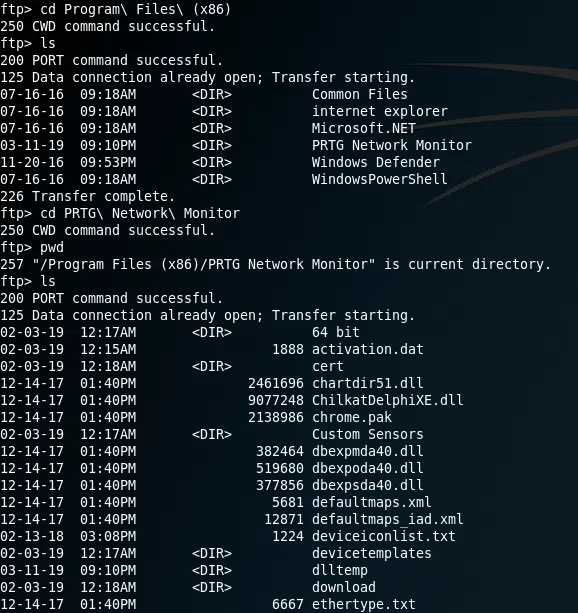 ftp> cd Program\ Files\ (x86)
250 CWD command successful.
ftp> ls
200 PORT command successful.
125 Data connection already open; Transfer starting.
07-16-16  09:18AM       <DIR>          Common Files
07-16-16  09:18AM       <DIR>          internet explorer
07-16-16  09:18AM       <DIR>          Microsoft.NET
03-11-19  09:10PM       <DIR>          PRTG Network Monitor
11-20-16  09:53PM       <DIR>          Windows Defender
07-16-16  09:18AM       <DIR>          WindowsPowerShell
226 Transfer complete.
ftp> cd PRTG\ Network\ Monitor
250 CWD command successful.
ftp> pwd
257 "/Program Files (x86)/PRTG Network Monitor" is current directory.
ftp> ls
200 PORT command successful.
125 Data connection already open; Transfer starting.
02-03-19  12:17AM       <DIR>          64 bit
02-03-19  12:15AM                 1888 activation.dat
02-03-19  12:18AM       <DIR>          cert
12-14-17  01:40PM              2461696 chartdir51.dll
12-14-17  01:40PM              9077248 ChilkatDelphiXE.dll
12-14-17  01:40PM              2138986 chrome.pak
02-03-19  12:17AM       <DIR>          Custom Sensors
12-14-17  01:40PM               382464 dbexpmda40.dll
12-14-17  01:40PM               519680 dbexpoda40.dll
12-14-17  01:40PM               377856 dbexpsda40.dll
12-14-17  01:40PM                 5681 defaultmaps.xml
12-14-17  01:40PM                12871 defaultmaps_iad.xml
02-13-18  03:08PM                 1224 deviceiconlist.txt
02-03-19  12:17AM       <DIR>          devicetemplates
03-11-19  09:10PM       <DIR>          dlltemp
02-03-19  12:18AM       <DIR>          download
12-14-17  01:40PM                 6667 ethertype.txt